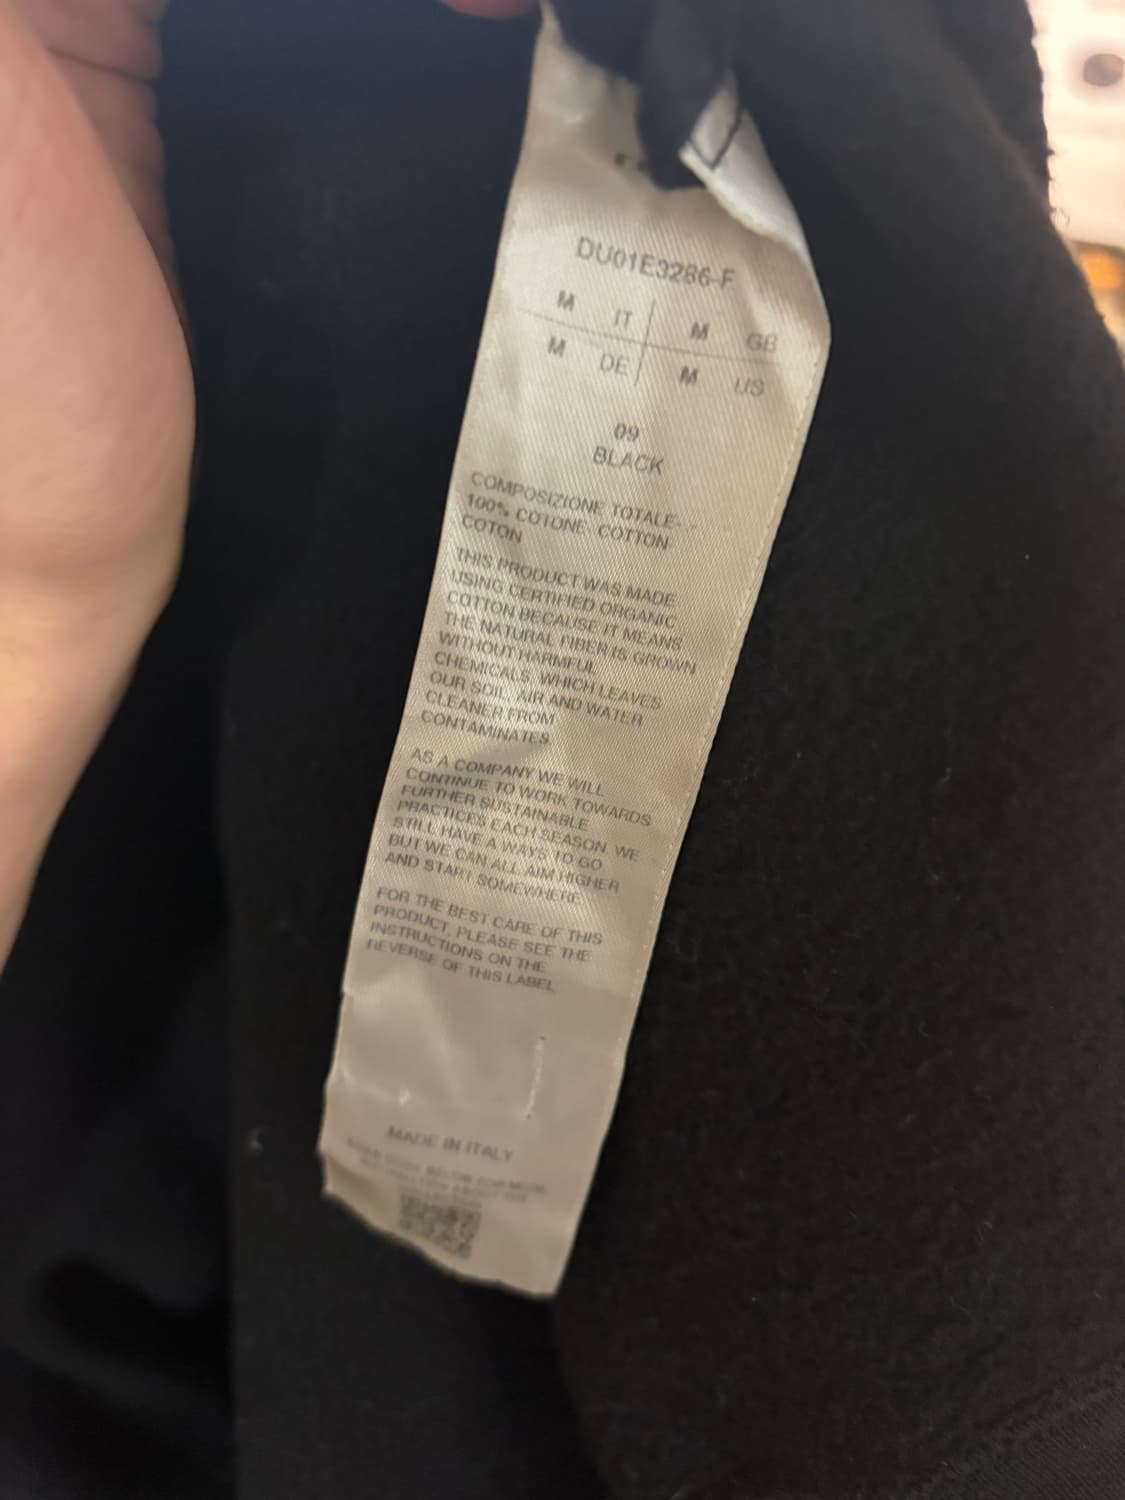 DU01E3286-F
M IT M GB
M DE M US
09
BLACK
COMPOSIZIONE TOTALE-
100% COTONE COTTON-
COTON
THIS PRODUCT WAS MADE
USING CERTIFIED ORGANIC
COTTON BECAUSE IT MEANS
THE NATURAL FIBER IS GROWN
WITHOUT HARMFUL
CHEMICALS, WHICH LEAVES
OUR SOIL, AIR AND WATER
CLEANER FROM
CONTAMINATES.
AS A COMPANY WE WILL
CONTINUE TO WORK TOWARDS
FURTHER SUSTAINABLE
PRACTICES EACH SEASON. WE
STILL HAVE A WAYS TO GO
BUT WE CAN ALL AIM HIGHER
AND START SOMEWHERE.
FOR THE BEST CARE OF THIS
PRODUCT, PLEASE SEE THE
INSTRUCTIONS ON THE
REVERSE OF THIS LABEL
MADE IN ITALY
BELOW FOR MORE